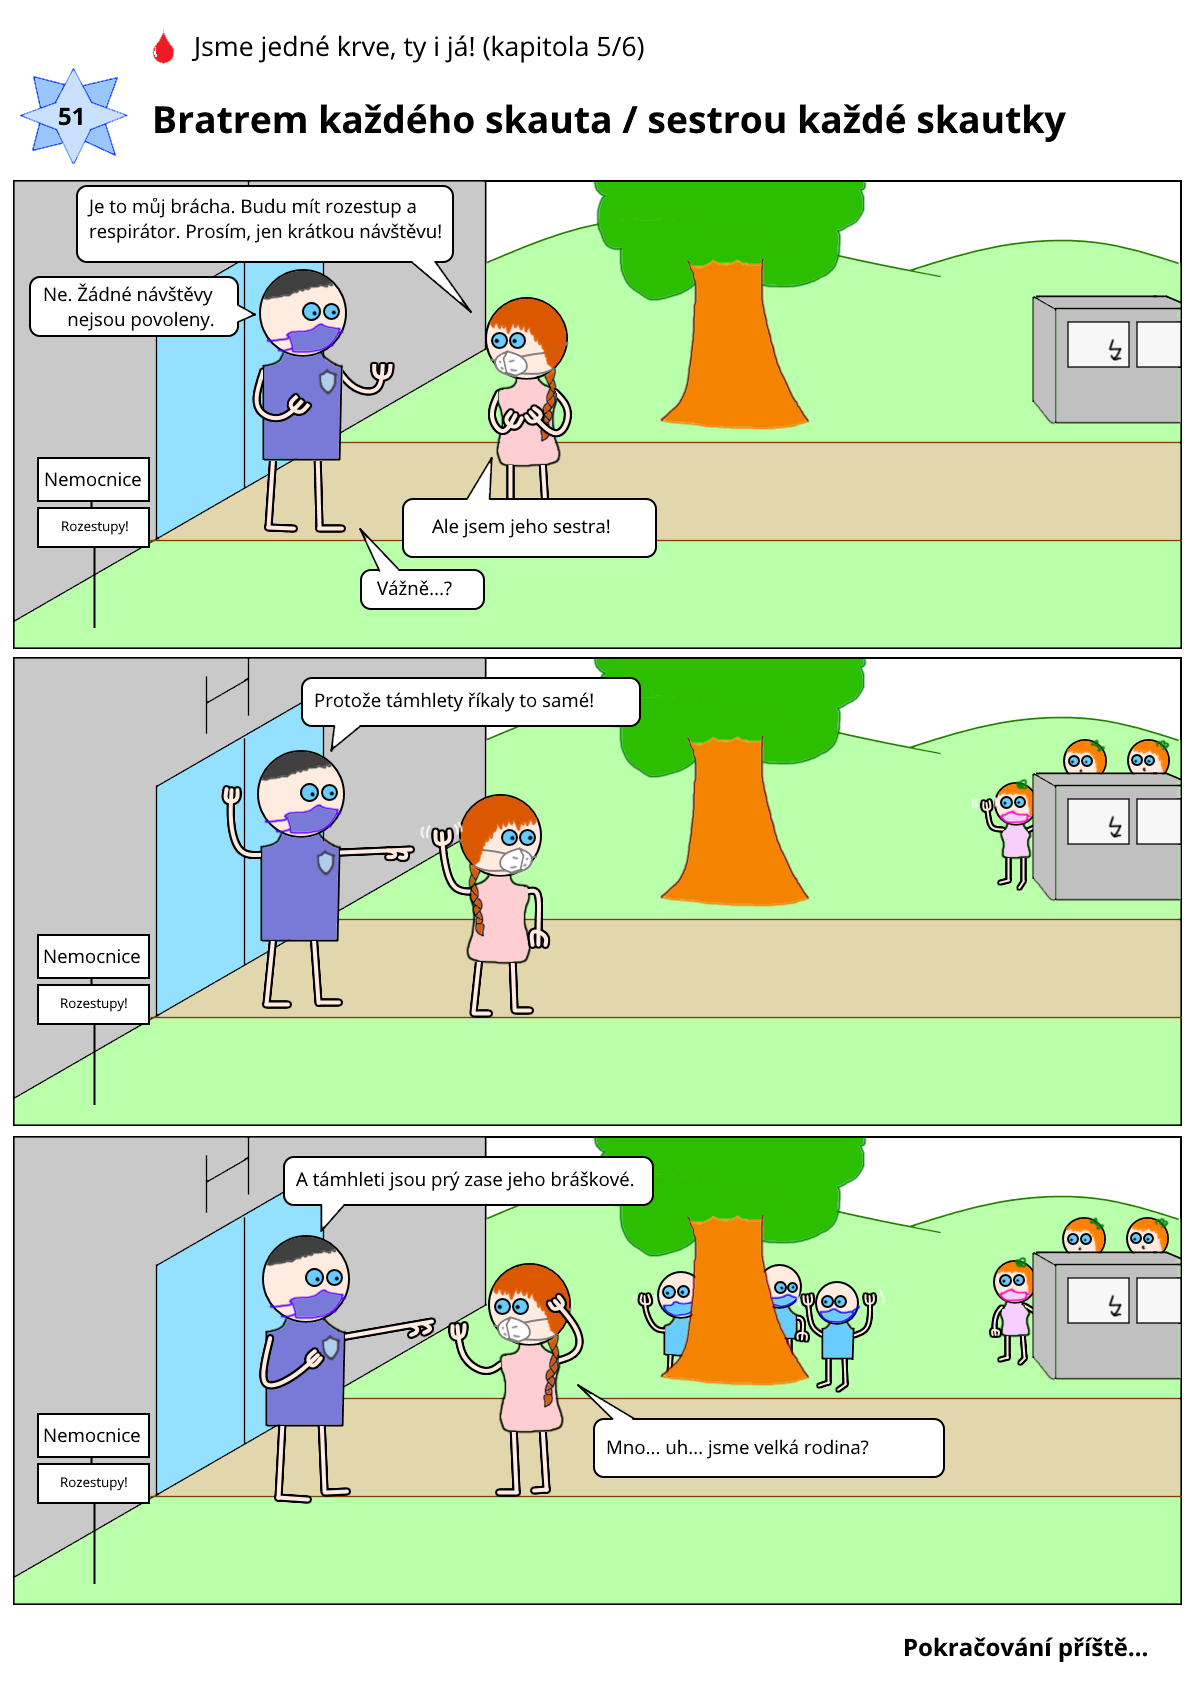 Jsme jedné krve, ty i já! (kapitola 5/6)
51
Bratrem každého skauta / sestrou každé skautky
Je to můj brácha. Budu mít rozestup a
respirátor. Prosím, jen krátkou návštěvu!
Ne. Žádné návštěvy
nejsou povoleny.
Nemocnice
Rozestupy!
Ale jsem jeho sestra!
Vážně...?
Protože támhlety říkaly to samé!
H
Nemocnice
Rozestupy!
A támhleti jsou prý zase jeho bráškové.
H
Nemocnice
Rozestupy!
Mno... uh... jsme velká rodina?
Pokračování příště...